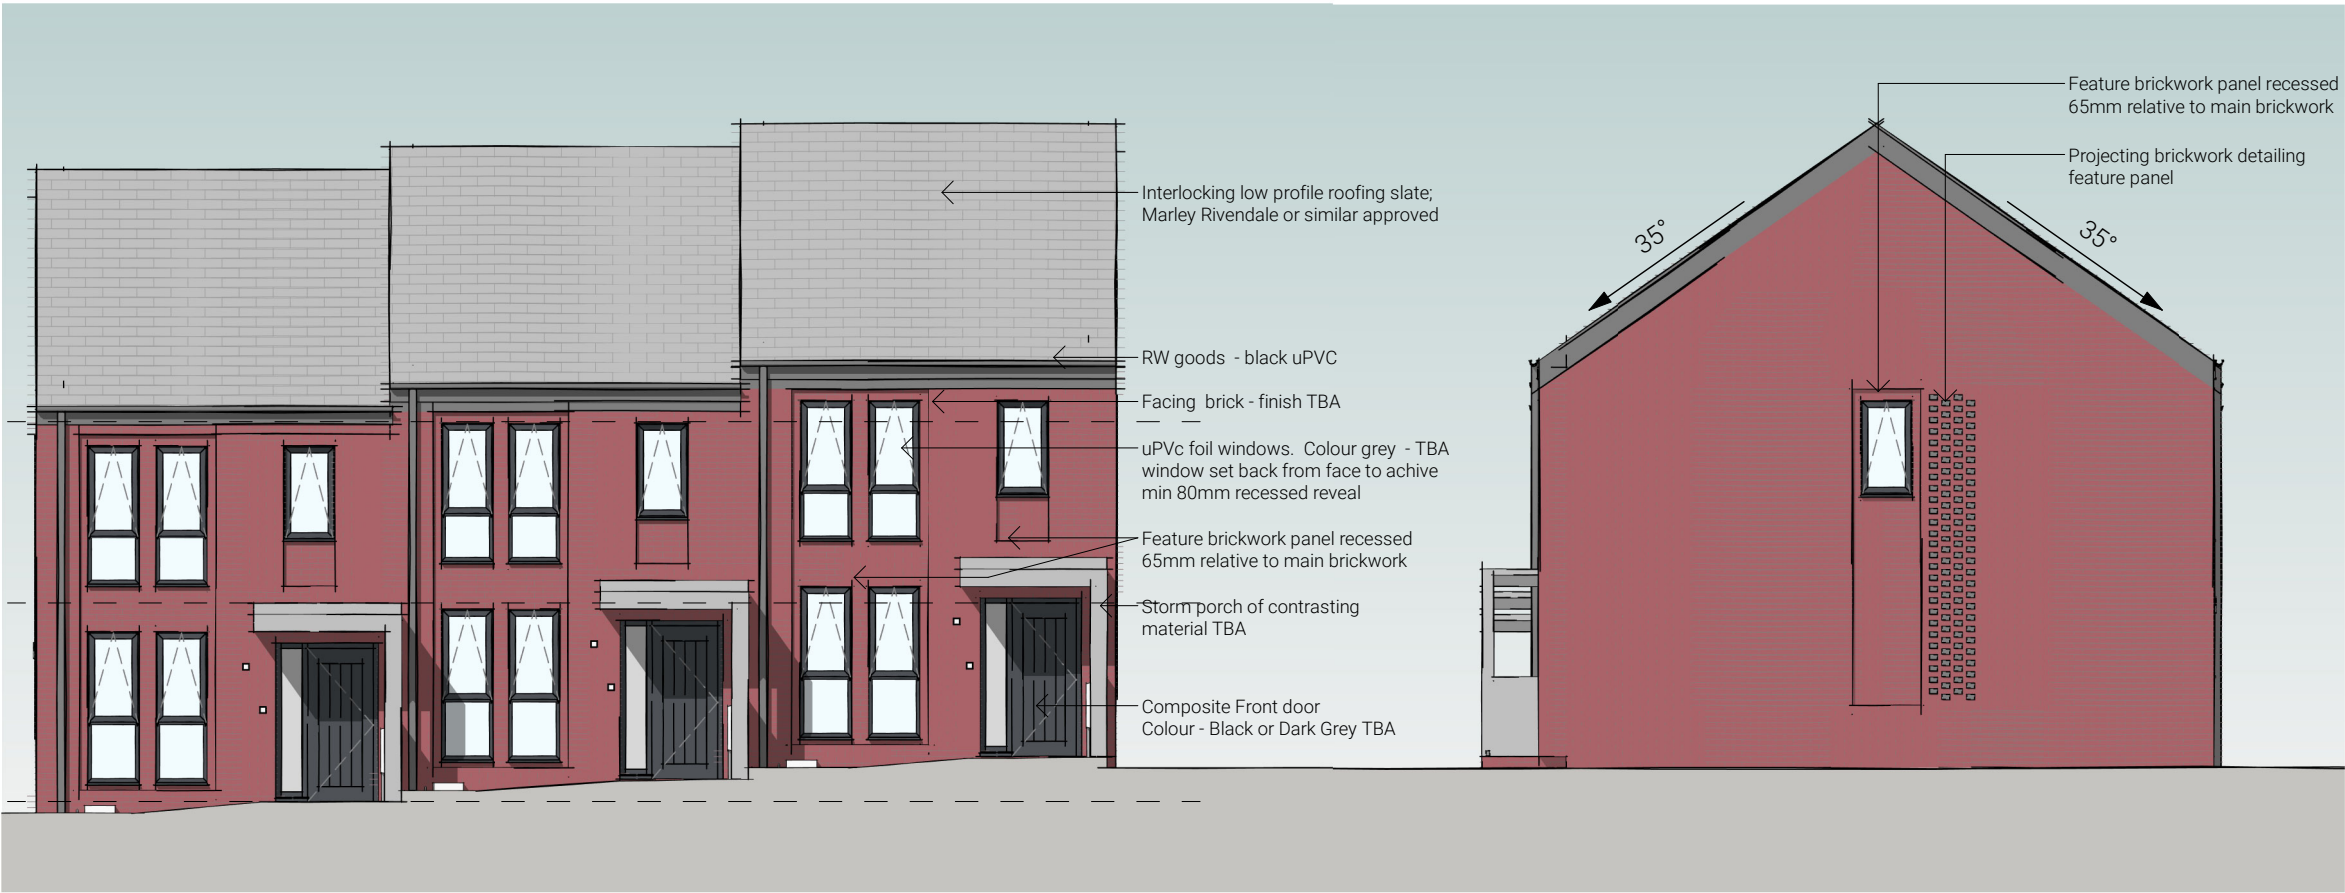 Interlocking low profile roofing slate;
Marley Rivendale or similar approved
RW goods - black uPVC
Facing brick - finish TBA
uPVc foil windows. Colour grey - TBA
window set back from face to achive
min 80mm recessed reveal
Feature brickwork panel recessed
65mm relative to main brickwork
Storm porch of contrasting
material TBA
Composite Front door
Colour - Black or Dark Grey TBA
Feature brickwork panel recessed
65mm relative to main brickwork
Projecting brickwork detailing
feature panel
35°
35°